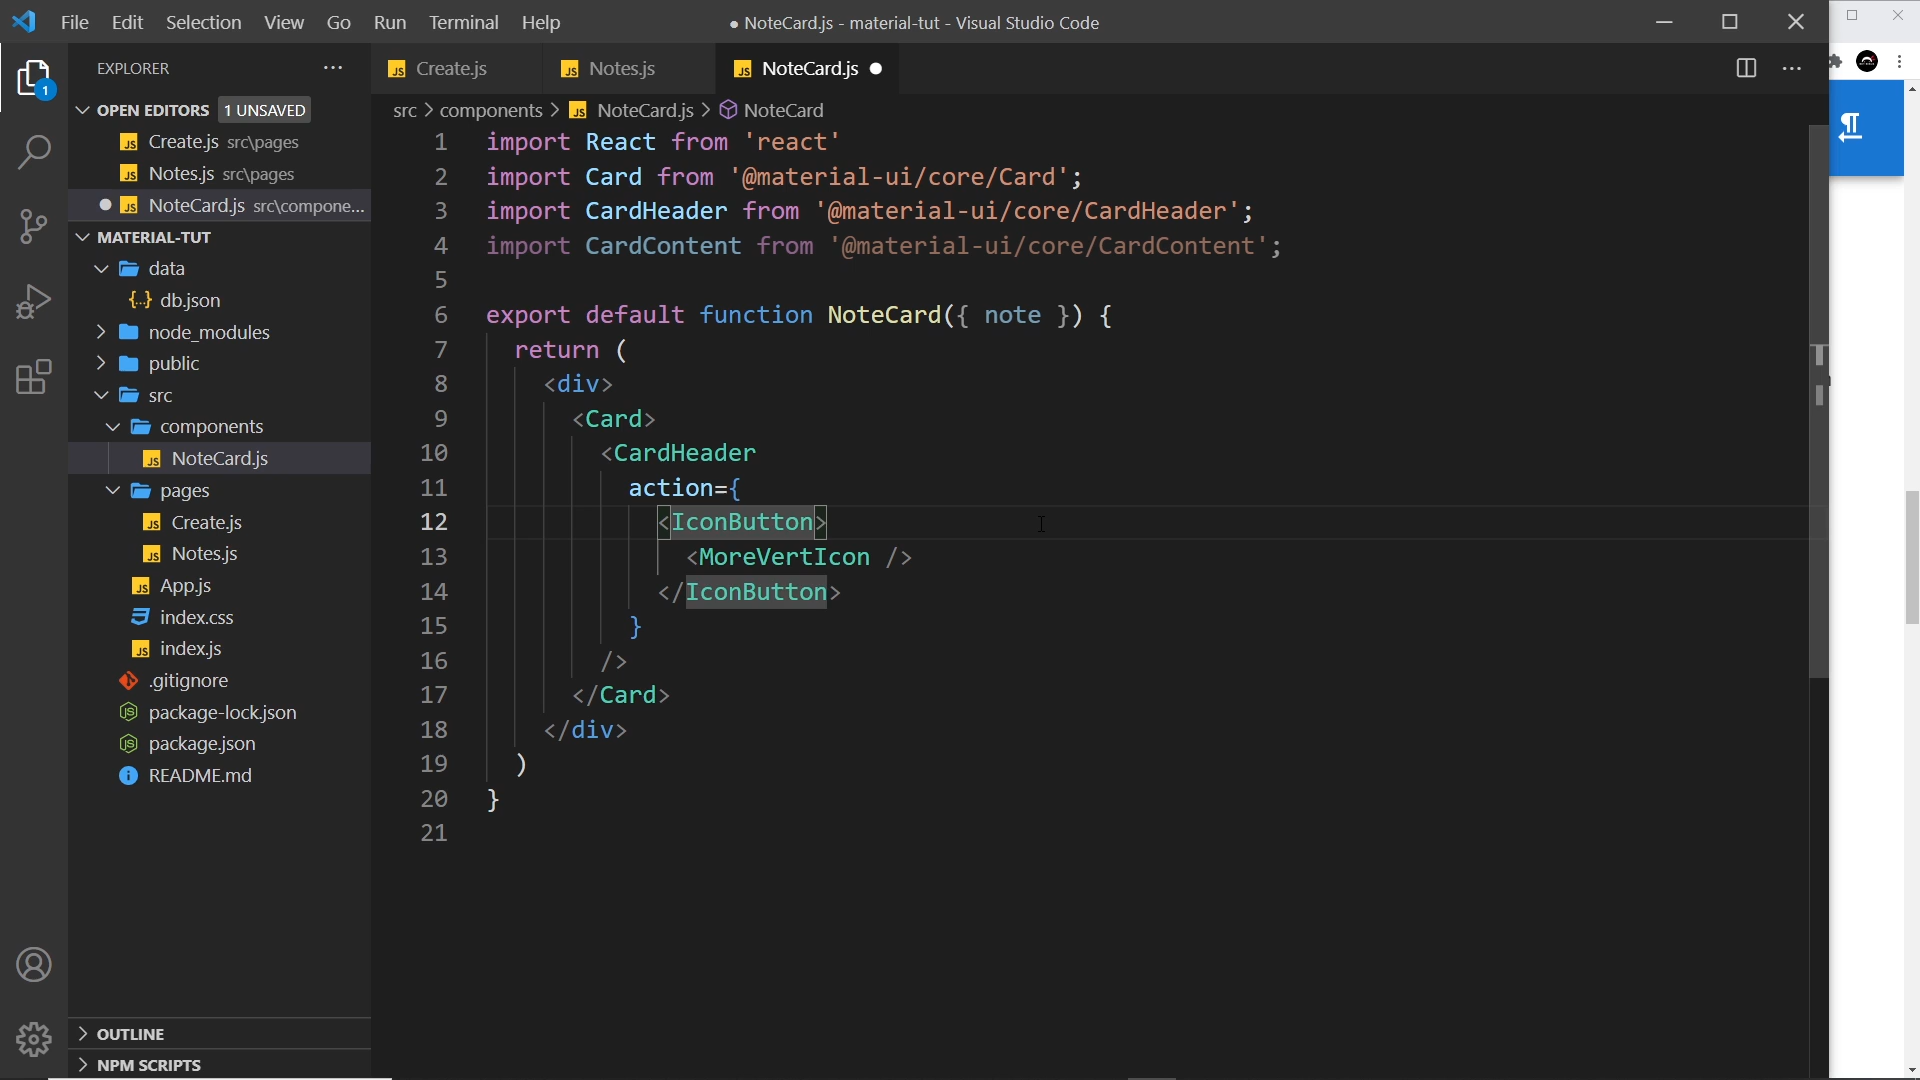 File Edit Selection View Go Run Terminal Help
● NoteCard.js - material-tut - Visual Studio Code
EXPLORER
Create.js
Notes.js
NoteCard.js
OPEN EDITORS 1 UNSAVED
Create.js src\pages
Notes.js src\pages
NoteCard.js src\compone...
MATERIAL-TUT
data
db.json
node_modules
public
src
components
NoteCard.js
pages
Create.js
Notes.js
App.js
index.css
index.js
.gitignore
package-lock.json
package.json
README.md
OUTLINE
NPM SCRIPTS
1
src > components > NoteCard.js > NoteCard
1 import React from 'react'
2 import Card from '@material-ui/core/Card';
3 import CardHeader from '@material-ui/core/CardHeader';
4 import CardContent from '@material-ui/core/CardContent';
5
6 export default function NoteCard({ note }) {
7 return (
8 <div>
9 <Card>
10 <CardHeader
11 action={
12 <IconButton>
13 <MoreVertIcon />
14 </IconButton>
15 }
16 />
17 </Card>
18 </div>
19 )
20 }
21